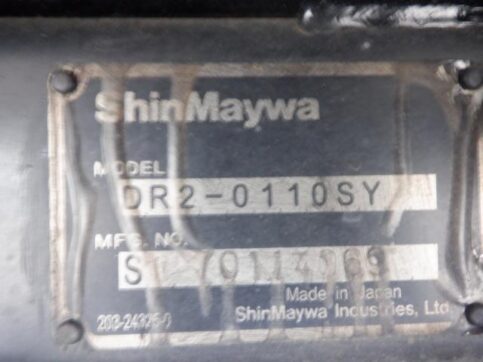 ShinMaywa
MODEL
DR2-0110SY
MFG. NO.
Made in Japan
ShinMaywa Industries, Ltd.